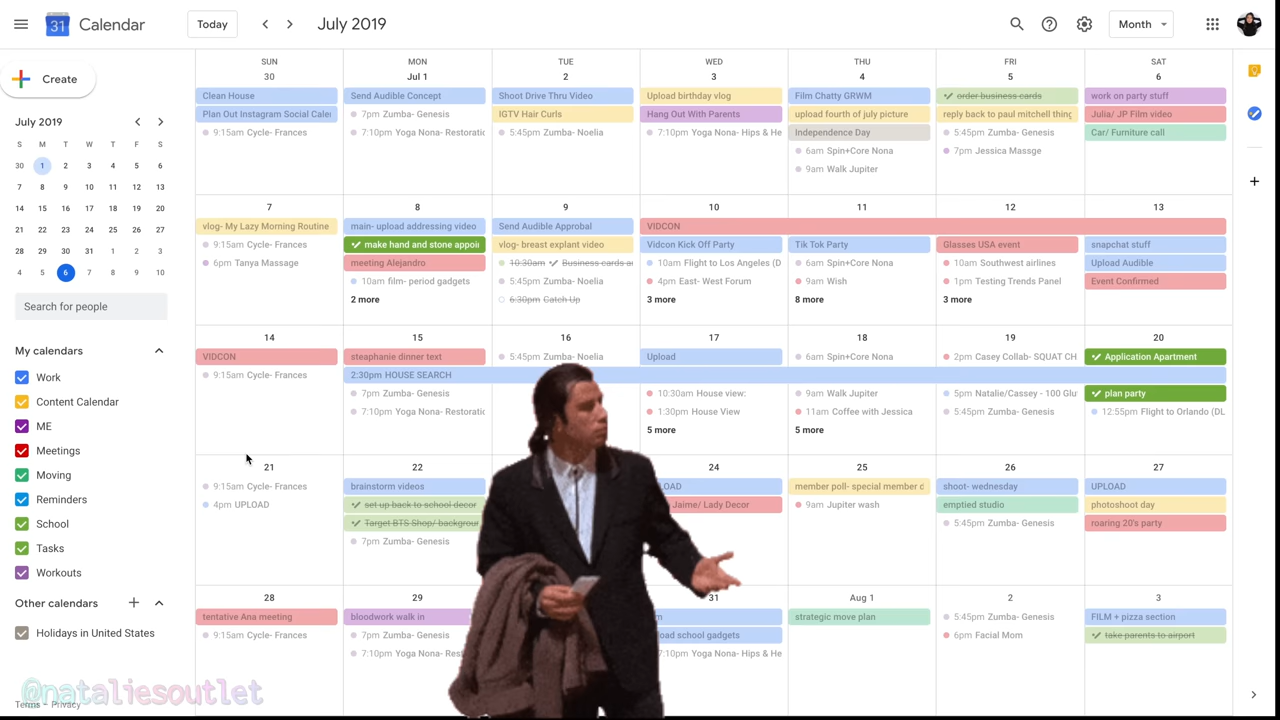 31 Calendar Today July 2019 Month
Create
July 2019
S M T W T F S
30 1 2 3 4 5 6
7 8 9 10 11 12 13
14 15 16 17 18 19 20
21 22 23 24 25 26 27
28 29 30 31 1 2 3
4 5 6 7 8 9 10
Search for people
My calendars
Work
Content Calendar
ME
Meetings
Moving
Reminders
School
Tasks
Workouts
Other calendars
Holidays in United States
Terms – Privacy
@nataliesoutlet
SUN MON TUE WED THU FRI SAT
30
Clean House
Plan Out Instagram Social Cale
9:15am Cycle- Frances
Jul 1
Send Audible Concept
7pm Zumba- Genesis
7:10pm Yoga Nona- Restoratic
2
Shoot Drive Thru Video
IGTV Hair Curls
5:45pm Zumba- Noelia
3
Upload birthday vlog
Hang Out With Parents
7:10pm Yoga Nona- Hips & He
4
Film Chatty GRWM
upload fourth of july picture
Independence Day
6am Spin+Core Nona
9am Walk Jupiter
5
order business cards
reply back to paul mitchell thing
5:45pm Zumba- Genesis
7pm Jessica Massge
6
work on party stuff
Julia/ JP Film video
Car/ Furniture call
7
vlog- My Lazy Morning Routine
9:15am Cycle- Frances
6pm Tanya Massage
8
main- upload addressing video
make hand and stone appoin
meeting Alejandro
10am film- period gadgets
2 more
9
Send Audible Approbal
vlog- breast explant video
10:30am Business cards a
5:45pm Zumba- Noelia
6:30pm Catch Up
10
VIDCON
Vidcon Kick Off Party
10am Flight to Los Angeles (D
4pm East- West Forum
3 more
11
Tik Tok Party
6am Spin+Core Nona
9am Wish
8 more
12
Glasses USA event
10am Southwest airlines
1pm Testing Trends Panel
3 more
13
snapchat stuff
Upload Audible
Event Confirmed
14
VIDCON
9:15am Cycle- Frances
15
steaphanie dinner text
2:30pm HOUSE SEARCH
7pm Zumba- Genesis
7:10pm Yoga Nona- Restoratic
16
5:45pm Zumba- Noelia
17
Upload
10:30am House view:
1:30pm House View
5 more
18
6am Spin+Core Nona
9am Walk Jupiter
11am Coffee with Jessica
5 more
19
2pm Casey Collab- SQUAT CH
5pm Natalie/Cassey - 100 Glu
5:45pm Zumba- Genesis
20
Application Apartment
plan party
12:55pm Flight to Orlando (DL
21
9:15am Cycle- Frances
4pm UPLOAD
22
brainstorm videos
set up back to school decor
Target BTS Shop/ backgrour
7pm Zumba- Genesis
24
LOAD
Jaime/ Lady Decor
25
member poll- special member d
9am Jupiter wash
26
shoot- wednesday
emptied studio
5:45pm Zumba- Genesis
27
UPLOAD
photoshoot day
roaring 20's party
28
tentative Ana meeting
9:15am Cycle- Frances
29
bloodwork walk in
7pm Zumba- Genesis
7:10pm Yoga Nona- Res
31
oad school gadgets
7:10pm Yoga Nona- Hips & He
Aug 1
strategic move plan
2
5:45pm Zumba- Genesis
6pm Facial Mom
3
FILM + pizza section
take parents to airport